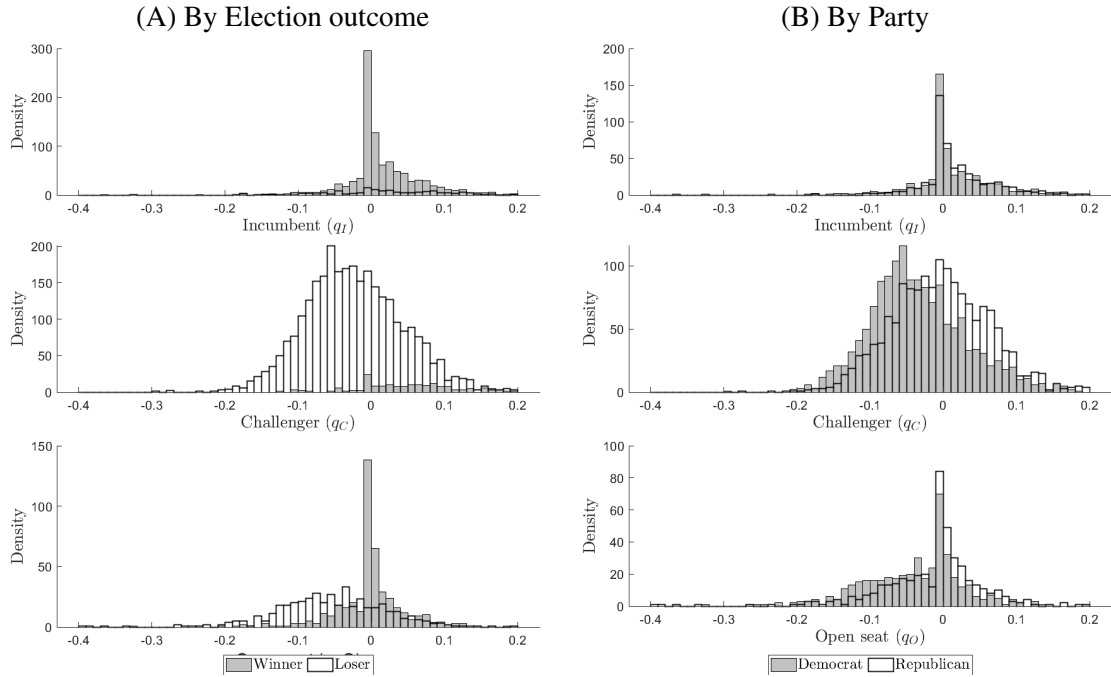 (A) By Election outcome
300
200
100
0
Density
-0.4 -0.3 -0.2 -0.1 0 0.1 0.2
Incumbent (q_I)
200
150
100
50
0
Density
-0.4 -0.3 -0.2 -0.1 0 0.1 0.2
Challenger (q_C)
150
100
50
0
Density
-0.4 -0.3 -0.2 -0.1 0 0.1 0.2
Winner Loser
(B) By Party
200
150
100
50
0
Density
-0.4 -0.3 -0.2 -0.1 0 0.1 0.2
Incumbent (q_I)
100
50
0
Density
-0.4 -0.3 -0.2 -0.1 0 0.1 0.2
Challenger (q_C)
100
80
60
40
20
0
Density
-0.4 -0.3 -0.2 -0.1 0 0.1 0.2
Open seat (q_O)
Democrat Republican